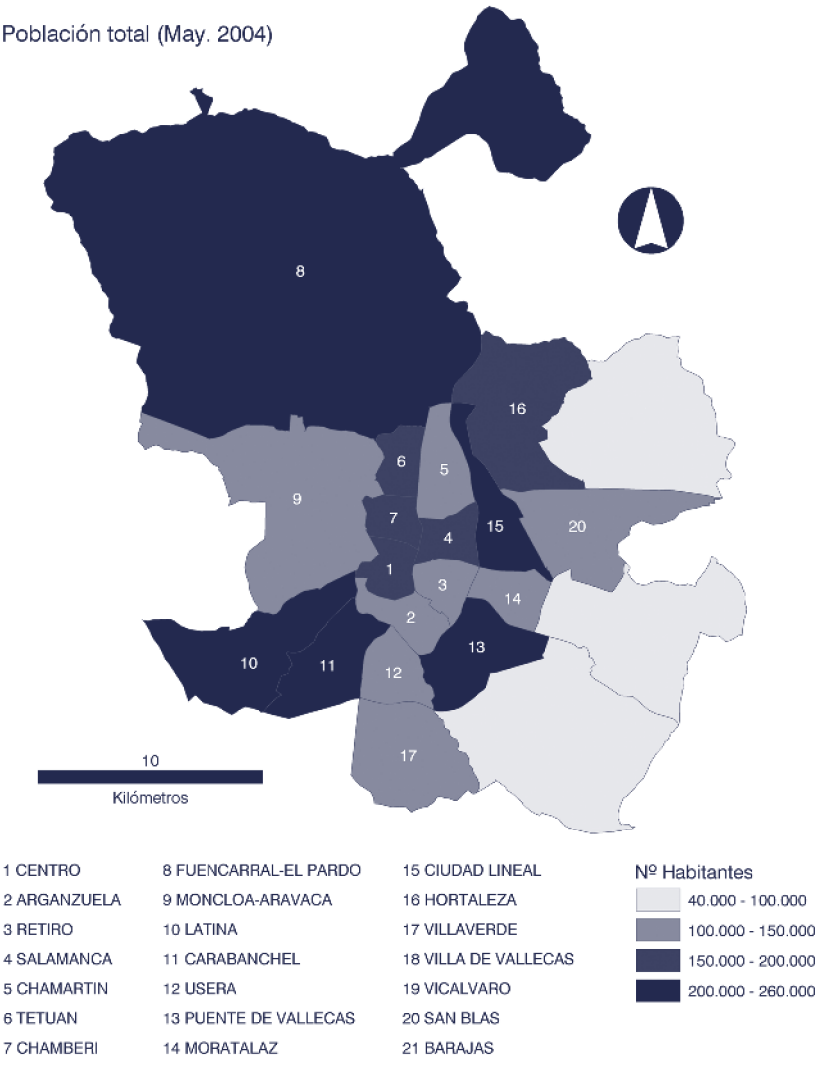 Población total (May. 2004)
8
16
6
5
9
7
15
20
4
1
3
14
2
13
10
11
12
17
10
Kilómetros
1 CENTRO
2 ARGANZUELA
3 RETIRO
4 SALAMANCA
5 CHAMARTIN
6 TETUAN
7 CHAMBERI
8 FUENCARRAL-EL PARDO
9 MONCLOA-ARAVACA
10 LATINA
11 CARABANCHEL
12 USERA
13 PUENTE DE VALLECAS
14 MORATALAZ
15 CIUDAD LINEAL
16 HORTALEZA
17 VILLAVERDE
18 VILLA DE VALLECAS
19 VICALVARO
20 SAN BLAS
21 BARAJAS
Nº Habitantes
40.000 - 100.000
100.000 - 150.000
150.000 - 200.000
200.000 - 260.000